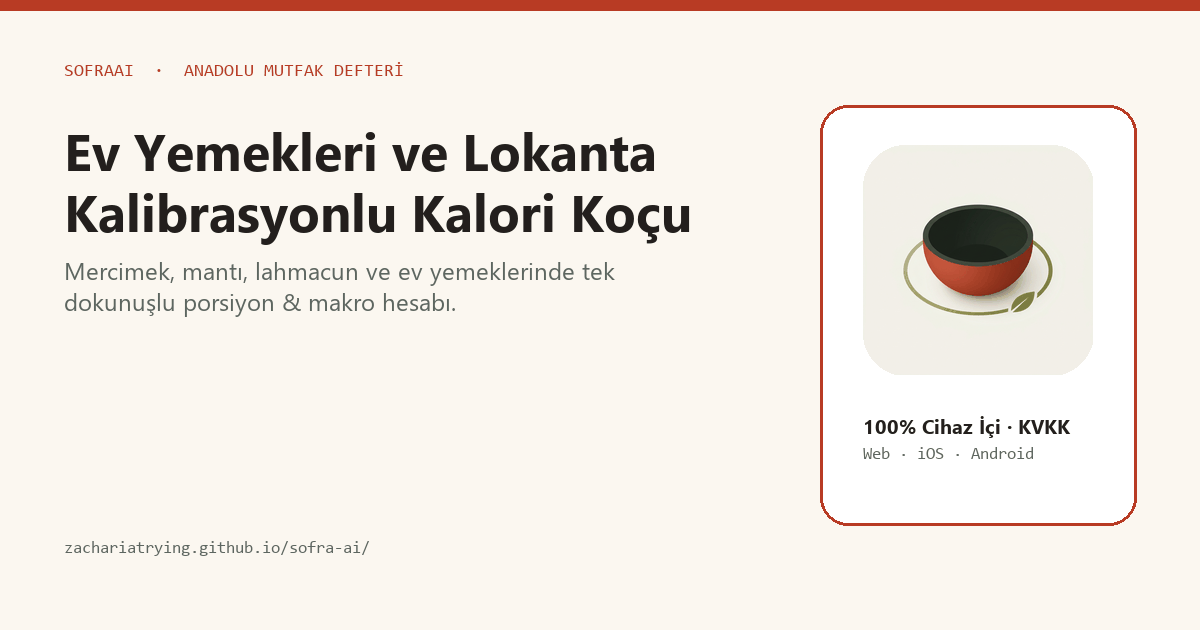 SOFRAAI · ANADOLU MUTFAK DEFTERİ
Ev Yemekleri ve Lokanta
Kalibrasyonlu Kalori Koçu
Mercimek, mantı, lahmacun ve ev yemeklerinde tek
dokunuşlu porsiyon & makro hesabı.
100% Cihaz İçi · KVKK
Web · iOS · Android
zachariatrying.github.io/sofra-ai/